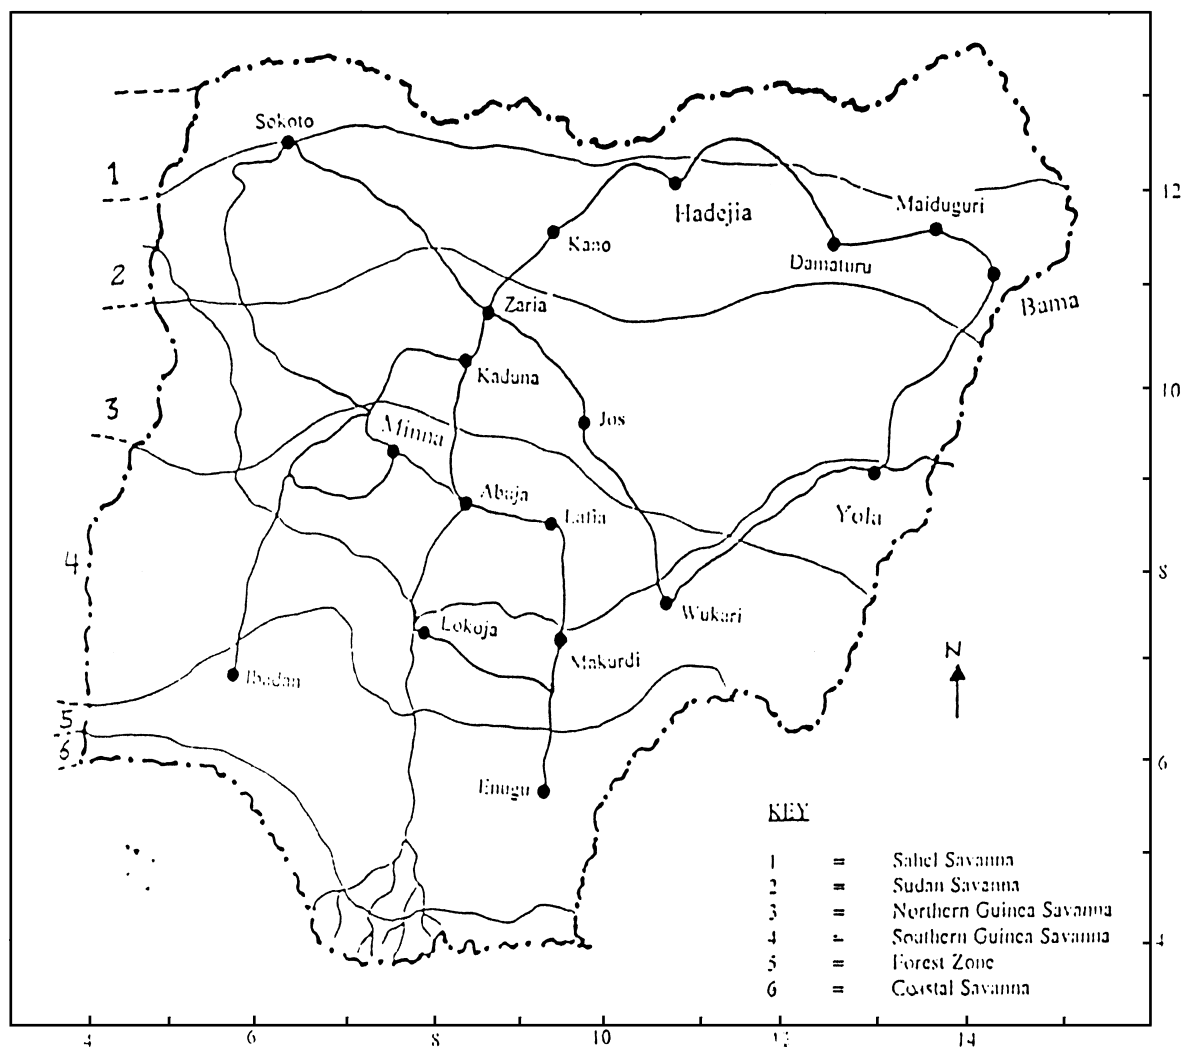 Sokoto
1
12
Maiduguri
Hadejia
Kano
Damaturu
2
Bama
Zaria
Kaduna
10
3
Jos
Minna
Abuja
Lafia
Yola
4
8
Wukari
Lokoja
N
Makurdi
Ibadan
5
6
6
Enugu
KEY
1 = Sahel Savanna
2 = Sudan Savanna
3 = Northern Guinea Savanna
4 = Southern Guinea Savanna
5 = Forest Zone
6 = Coastal Savanna
4
4 6 8 10 12 14